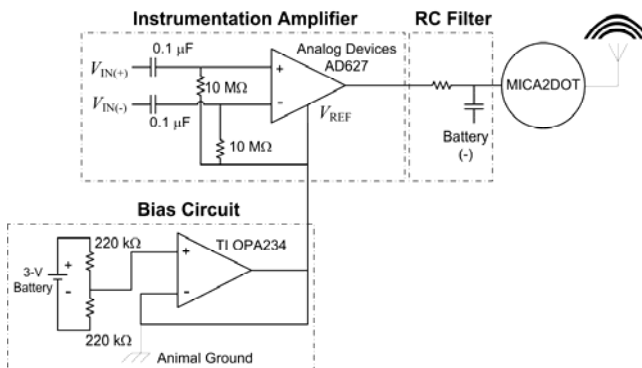 Instrumentation Amplifier
RC Filter
0.1 μF
Analog Devices
AD627
V_IN(+)
+
10 MΩ
MICA2DOT
V_IN(-)
-
0.1 μF
V_REF
10 MΩ
Battery
(-)
Bias Circuit
220 kΩ
TI OPA234
+
+
3-V
Battery
-
-
220 kΩ
Animal Ground